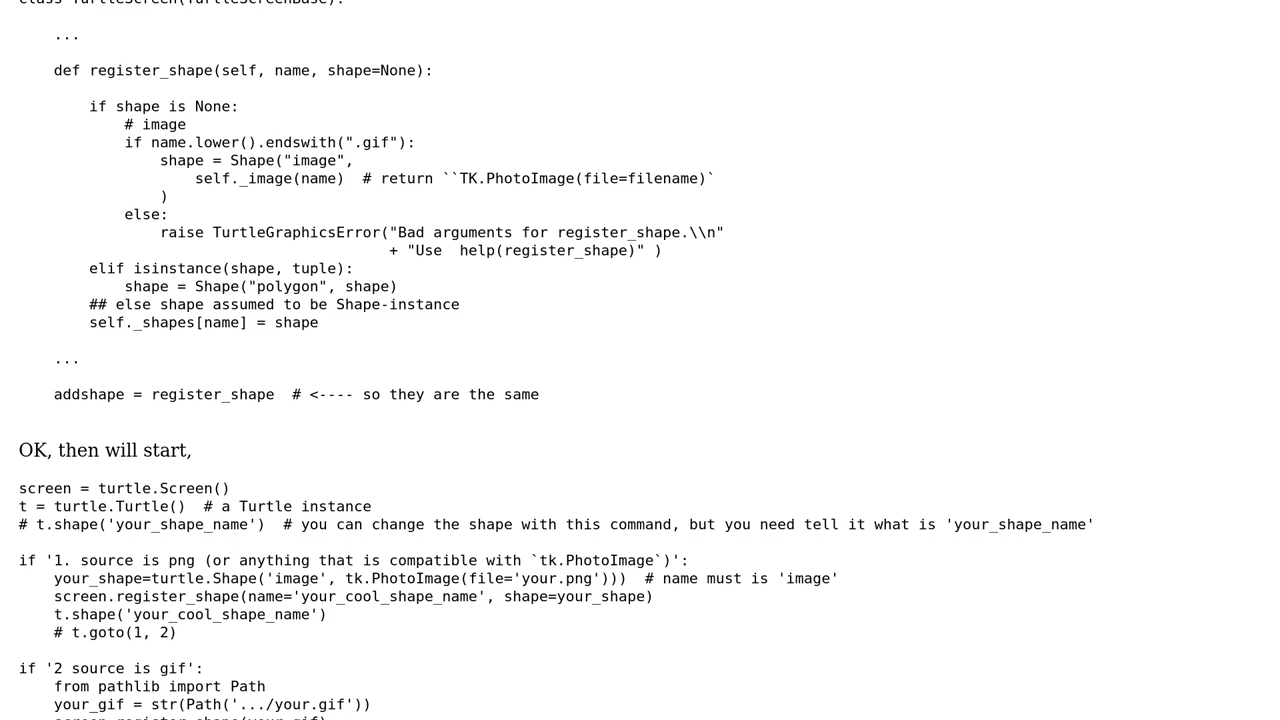 class TurtleScreen(TurtleScreenBase):
...
def register_shape(self, name, shape=None):
if shape is None:
# image
if name.lower().endswith(".gif"):
shape = Shape("image",
self._image(name)  # return ``TK.PhotoImage(file=filename)`
)
else:
raise TurtleGraphicsError("Bad arguments for register_shape.\\n"
+ "Use  help(register_shape)" )
elif isinstance(shape, tuple):
shape = Shape("polygon", shape)
## else shape assumed to be Shape-instance
self._shapes[name] = shape
...
addshape = register_shape  # <---- so they are the same
OK, then will start,
screen = turtle.Screen()
t = turtle.Turtle()  # a Turtle instance
# t.shape('your_shape_name')  # you can change the shape with this command, but you need tell it what is 'your_shape_name'
if '1. source is png (or anything that is compatible with `tk.PhotoImage`)':
your_shape=turtle.Shape('image', tk.PhotoImage(file='your.png')))  # name must is 'image'
screen.register_shape(name='your_cool_shape_name', shape=your_shape)
t.shape('your_cool_shape_name')
# t.goto(1, 2)
if '2 source is gif':
from pathlib import Path
your_gif = str(Path('.../your.gif'))
screen.register_shape(your_gif)